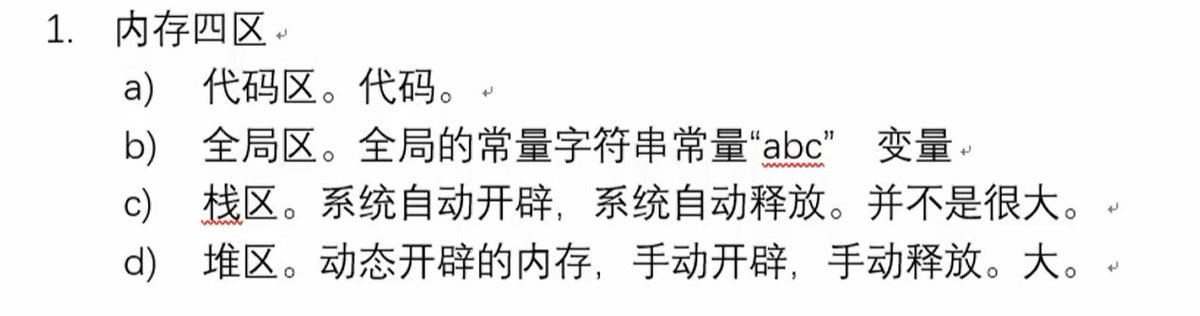 1. 内存四区
a) 代码区。代码。
b) 全局区。全局的常量字符串常量“abc” 变量
c) 栈区。系统自动开辟，系统自动释放。并不是很大。
d) 堆区。动态开辟的内存，手动开辟，手动释放。大。